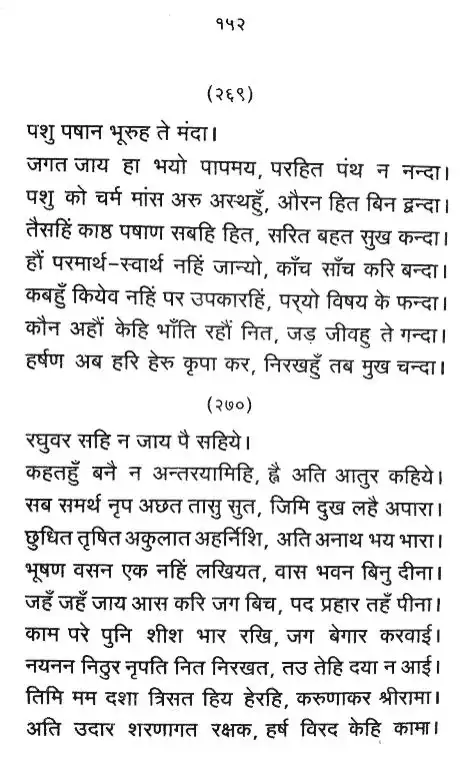 १५२
(२६९)
पशु पषान भूरुह ते मंदा।
जगत जाय हा भयो पापमय, परहित पंथ न नन्दा।
पशु को चर्म मांस अरु अस्थहुँ, औरन हित बिन द्वन्दा।
तैसहिं काष्ठ पषाण सबहि हित, सरित बहत सुख कन्दा।
हौं परमार्थ-स्वार्थ नहिं जान्यो, काँच साँच करि बन्दा।
कबहुँ कियेव नहिं पर उपकारहिं, पर्‌यो विषय के फन्दा।
कौन अहौं केहि भाँति रहौं नित, जड़ जीवहु ते गन्दा।
हर्षण अब हरि हेरु कृपा कर, निरखहुँ तब मुख चन्दा।
(२७०)
रघुवर सहि न जाय पै सहिये।
कहतहुँ बनै न अन्तरयामिहि, ह्वै अति आतुर कहिये।
सब समर्थ नृप अछत तासु सुत, जिमि दुख लहै अपारा।
छुधित तृषित अकुलात अहर्निशि, अति अनाथ भय भारा।
भूषण वसन एक नहिं लखियत, वास भवन बिनु दीना।
जहँ जहँ जाय आस करि जग बिच, पद प्रहार तहँ पीना।
काम परे पुनि शीश भार रखि, जग बेगार करवाई।
नयनन निठुर नृपति नित निरखत, तउ तेहि दया न आई।
तिमि मम दशा त्रिसत हिय हेरहि, करुणाकर श्रीरामा।
अति उदार शरणागत रक्षक, हर्ष विरद केहि कामा।